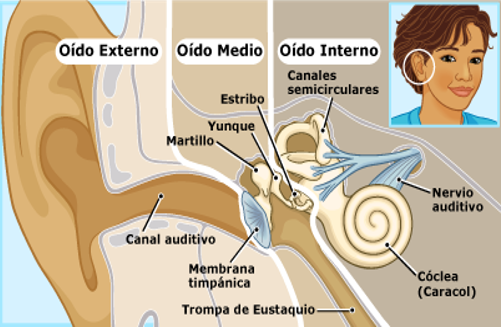 Oído Externo
Oído Medio
Oído Interno
Canales
semicirculares
Estribo
Yunque
Martillo
Nervio
auditivo
Canal auditivo
Membrana
timpánica
Cóclea
(Caracol)
Trompa de Eustaquio